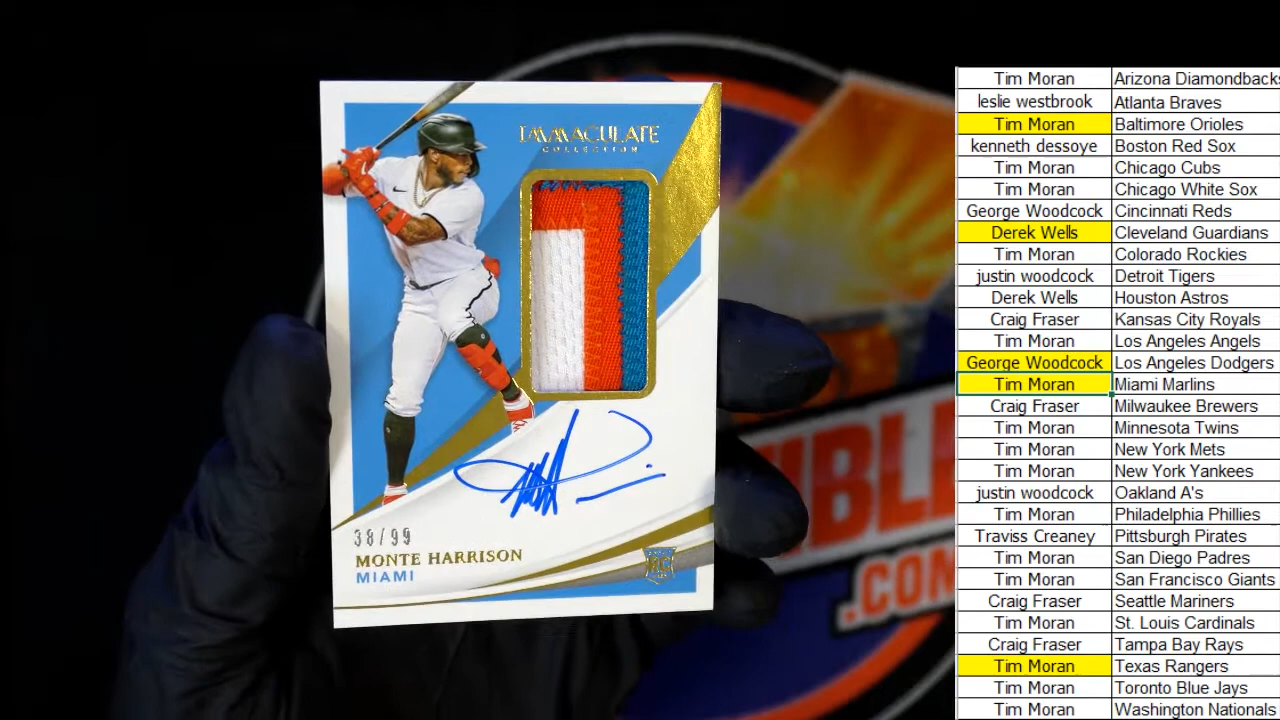 IMMACULATE
COLLECTION
38/99
MONTE HARRISON
MIAMI
RC
.COM
Tim Moran Arizona Diamondbacks
leslie westbrook Atlanta Braves
Tim Moran Baltimore Orioles
kenneth dessoye Boston Red Sox
Tim Moran Chicago Cubs
Tim Moran Chicago White Sox
George Woodcock Cincinnati Reds
Derek Wells Cleveland Guardians
Tim Moran Colorado Rockies
justin woodcock Detroit Tigers
Derek Wells Houston Astros
Craig Fraser Kansas City Royals
Tim Moran Los Angeles Angels
George Woodcock Los Angeles Dodgers
Tim Moran Miami Marlins
Craig Fraser Milwaukee Brewers
Tim Moran Minnesota Twins
Tim Moran New York Mets
Tim Moran New York Yankees
justin woodcock Oakland A's
Tim Moran Philadelphia Phillies
Traviss Creaney Pittsburgh Pirates
Tim Moran San Diego Padres
Tim Moran San Francisco Giants
Craig Fraser Seattle Mariners
Tim Moran St. Louis Cardinals
Craig Fraser Tampa Bay Rays
Tim Moran Texas Rangers
Tim Moran Toronto Blue Jays
Tim Moran Washington Nationals